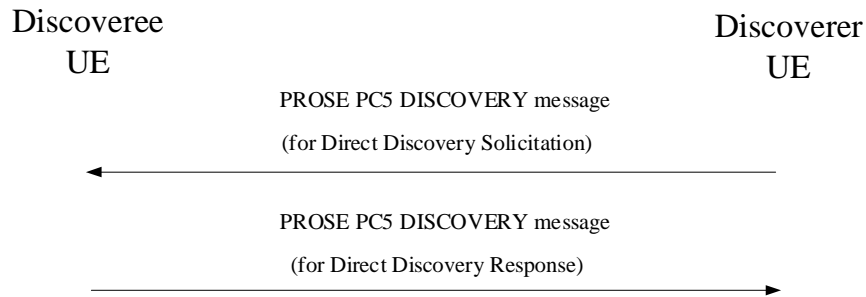 Discoveree
UE
Discoverer
UE
PROSE PC5 DISCOVERY message
(for Direct Discovery Solicitation)
PROSE PC5 DISCOVERY message
(for Direct Discovery Response)